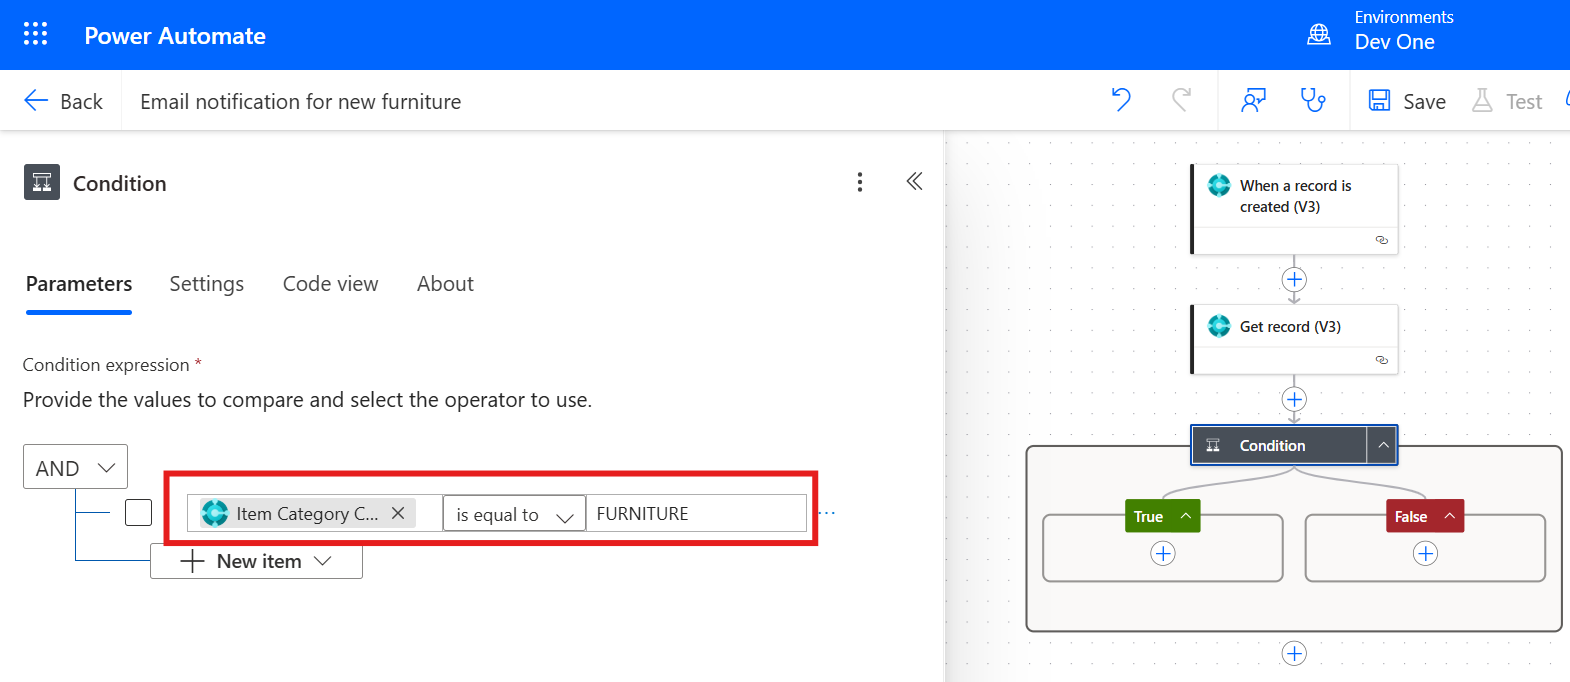 Power Automate
Environments
Dev One
Back
Email notification for new furniture
Save
Test
Condition
Parameters
Settings
Code view
About
Condition expression *
Provide the values to compare and select the operator to use.
AND
Item Category C...
is equal to
FURNITURE
...
New item
When a record is
created (V3)
Get record (V3)
Condition
True
False